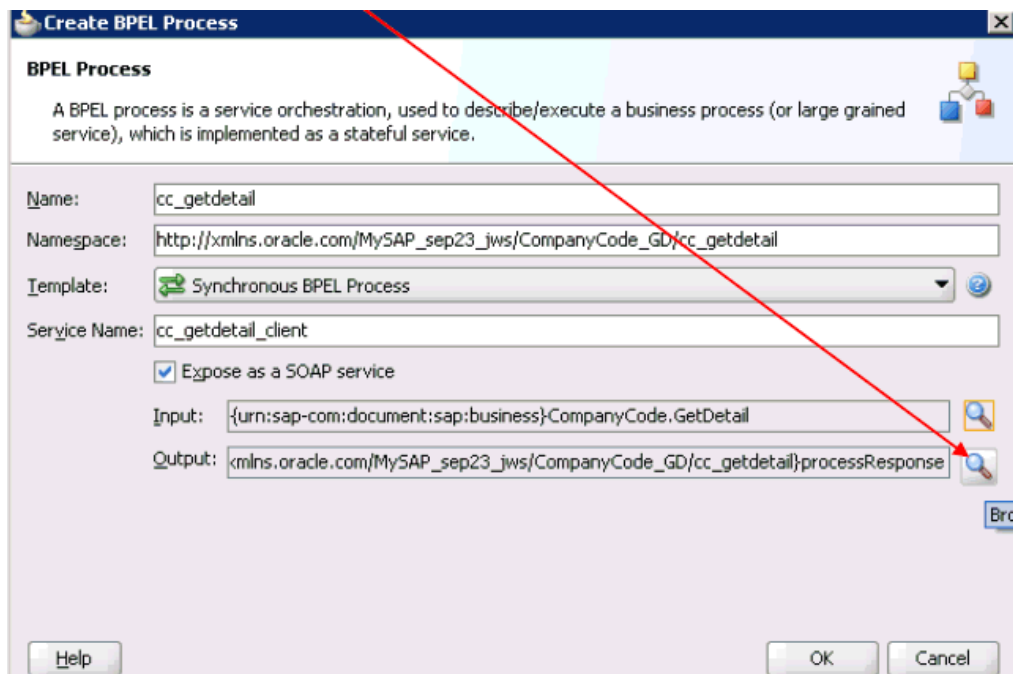 Create BPEL Process
BPEL Process
A BPEL process is a service orchestration, used to describe/execute a business process (or large grained
service), which is implemented as a stateful service.
Name: cc_getdetail
Namespace: http://xmlns.oracle.com/MySAP_sep23_jws/CompanyCode_GD/cc_getdetail
Template: Synchronous BPEL Process
Service Name: cc_getdetail_client
Expose as a SOAP service
Input: {urn:sap-com:document:sap:business}CompanyCode.GetDetail
Output: xmlns.oracle.com/MySAP_sep23_jws/CompanyCode_GD/cc_getdetail}processResponse
Bro
Help OK Cancel